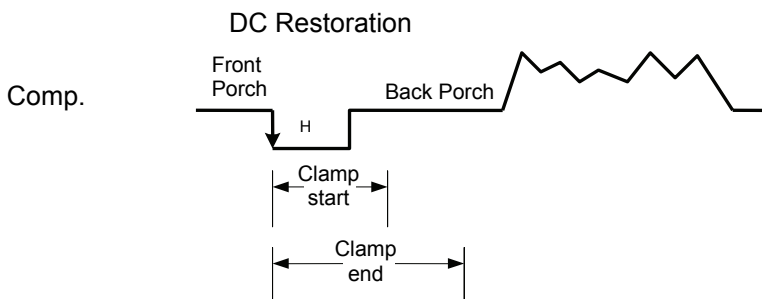 DC Restoration
Front
Porch
Comp.
Back Porch
H
Clamp
start
Clamp
end